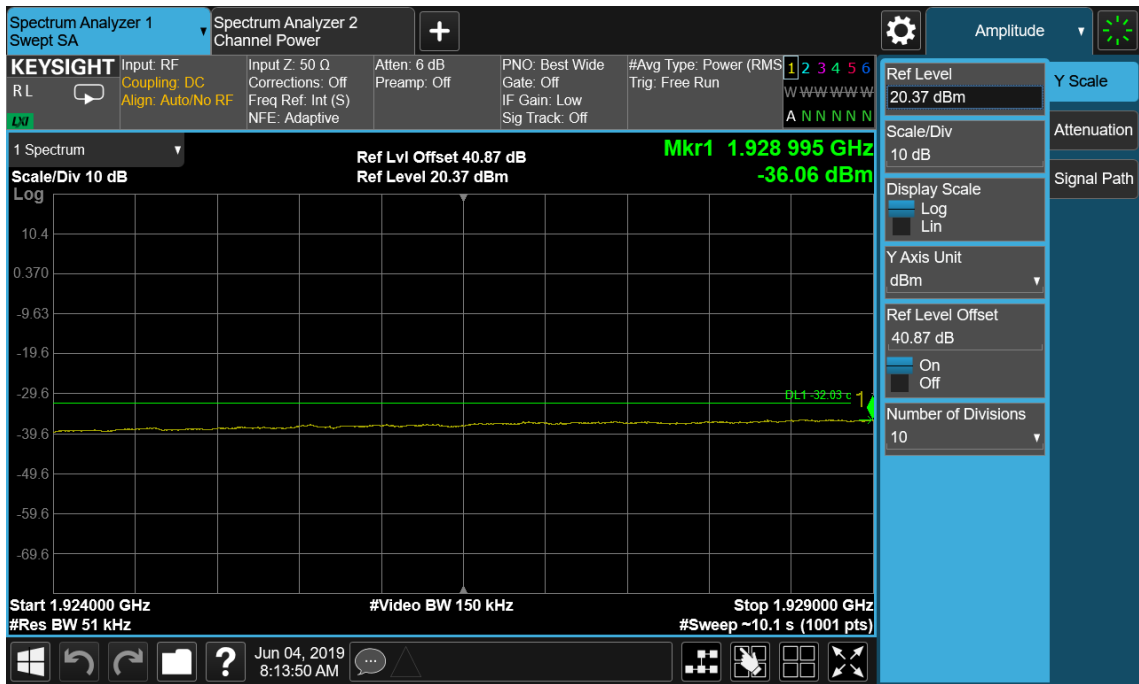 Spectrum Analyzer 1
Swept SA
Spectrum Analyzer 2
Channel Power
Amplitude
KEYSIGHT
R L
LXI
Input: RF
Coupling: DC
Align: Auto/No RF
Input Z: 50 Ω
Corrections: Off
Freq Ref: Int (S)
NFE: Adaptive
Atten: 6 dB
Preamp: Off
PNO: Best Wide
Gate: Off
IF Gain: Low
Sig Track: Off
#Avg Type: Power (RMS
Trig: Free Run
1 2 3 4 5 6
W W W W W W
A N N N N N
1 Spectrum
Scale/Div 10 dB
Log
Ref Lvl Offset 40.87 dB
Ref Level 20.37 dBm
Mkr1 1.928 995 GHz
-36.06 dBm
10.4
0.370
-9.63
-19.6
-29.6
-39.6
-49.6
-59.6
-69.6
DL1 -32.03
1
Start 1.924000 GHz
#Res BW 51 kHz
#Video BW 150 kHz
Stop 1.929000 GHz
#Sweep ~10.1 s (1001 pts)
?
Jun 04, 2019
8:13:50 AM
Ref Level
20.37 dBm
Scale/Div
10 dB
Display Scale
Log
Lin
Y Axis Unit
dBm
Ref Level Offset
40.87 dB
On
Off
Number of Divisions
10
Y Scale
Attenuation
Signal Path